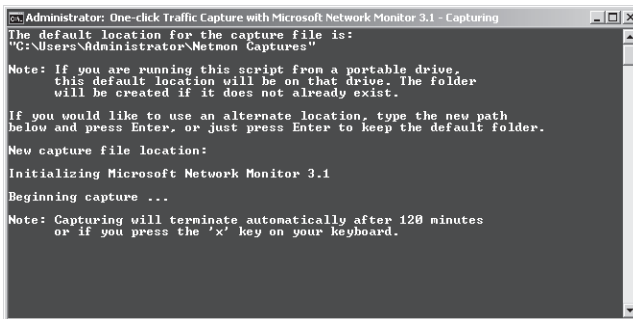 Administrator: One-click Traffic Capture with Microsoft Network Monitor 3.1 - Capturing
The default location for the capture file is:
"C:\Users\Administrator\Netmon Captures"
Note: If you are running this script from a portable drive,
this default location will be on that drive. The folder
will be created if it does not already exist.
If you would like to use an alternate location, type the new path
below and press Enter, or just press Enter to keep the default folder.
New capture file location:
Initializing Microsoft Network Monitor 3.1
Beginning capture ...
Note: Capturing will terminate automatically after 120 minutes
or if you press the 'x' key on your keyboard.